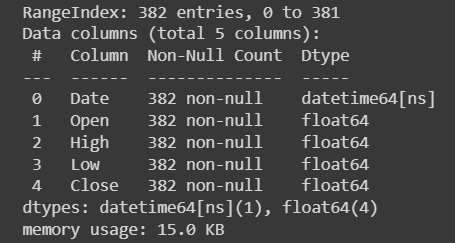 RangeIndex: 382 entries, 0 to 381
Data columns (total 5 columns):
 #   Column  Non-Null Count  Dtype
---  ------  --------------  -----
 0   Date    382 non-null    datetime64[ns]
 1   Open    382 non-null    float64
 2   High    382 non-null    float64
 3   Low     382 non-null    float64
 4   Close   382 non-null    float64
dtypes: datetime64[ns](1), float64(4)
memory usage: 15.0 KB